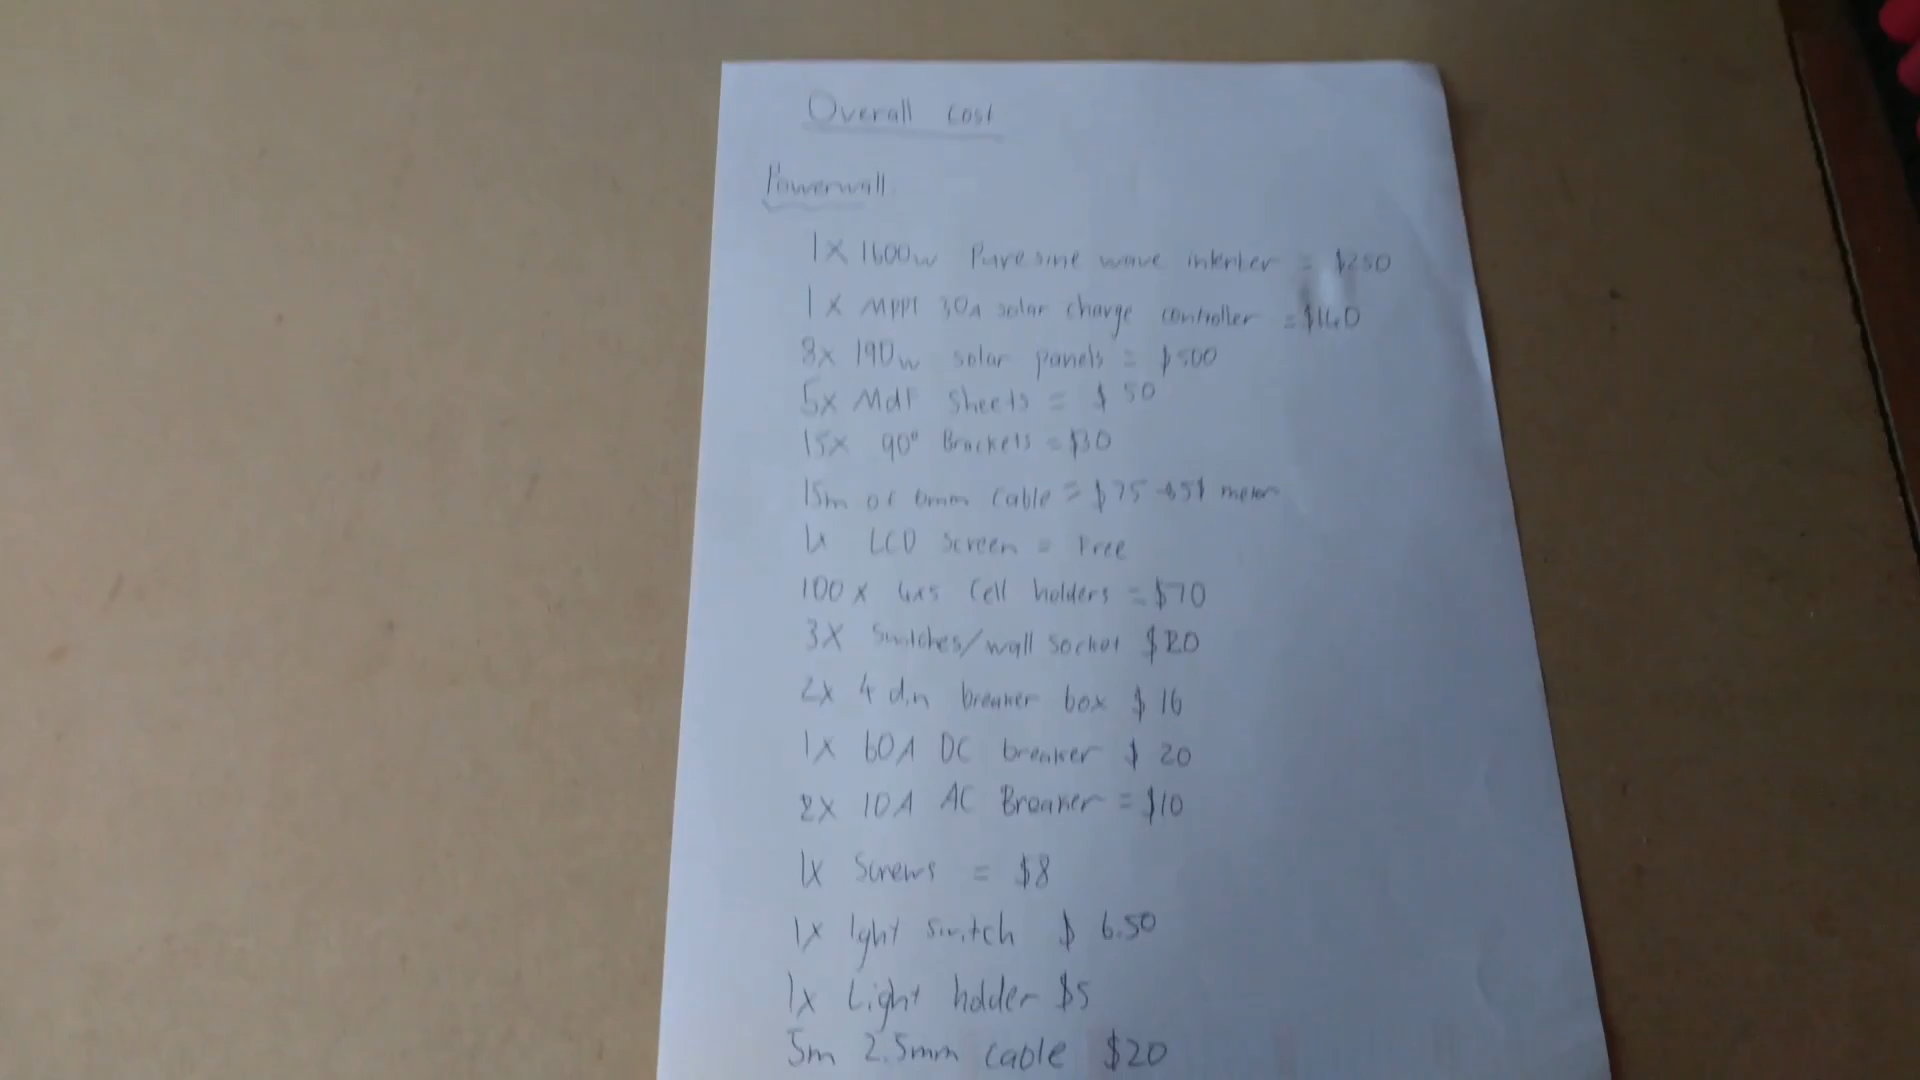 Overall cost
Powerwall
1x 1600w Pure sine wave inverter = $250
1x MPPT 30A solar charge controller = $140
8x 190w solar panels = $500
5x Mdf Sheets = $50
15x 90° Brackets = $30
15m of 6mm cable = $75 $51 meter
LCD Screen = Free
100x 4x5 Cell holders = $70
3x Switches/wall socket $20
2x 4 din breaker box $16
1x 60A DC breaker $20
2x 10A AC Breaker = $10
1x Screws = $8
1x lght switch $6.50
1x Light holder $5
5m 2.5mm cable $20